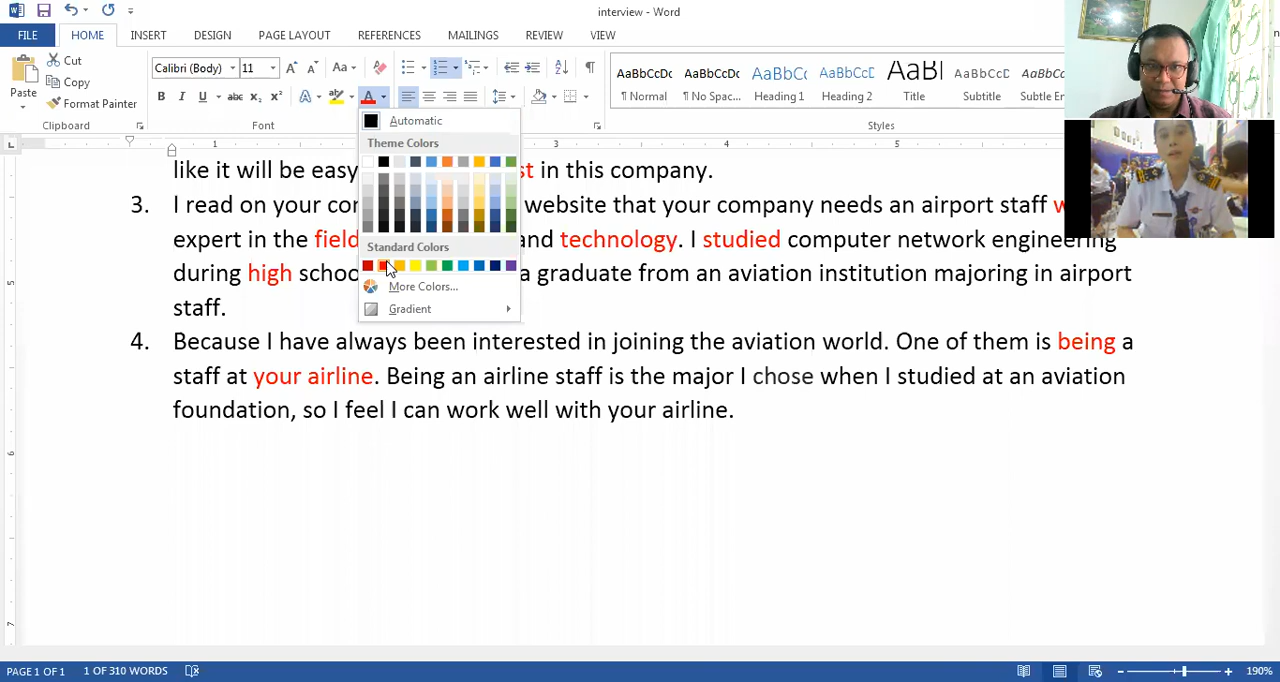 interview - Word
FILE HOME INSERT DESIGN PAGE LAYOUT REFERENCES MAILINGS REVIEW VIEW
Paste Cut Copy Format Painter
Clipboard
Calibri (Body) 11
Font
AaBbCcDc AaBbCcDc AaBbCc AaBbCcC AaBl AaBbCcD AaBbCc
¶ Normal ¶ No Spac... Heading 1 Heading 2 Title Subtitle Subtle Em
Styles
Automatic
Theme Colors
Standard Colors
More Colors...
Gradient
1 3 4 5
like it will be easy st in this company.
3. I read on your co website that your company needs an airport staff w
expert in the field and technology. I studied computer network engineering
during high schoo a graduate from an aviation institution majoring in airport
staff.
4. Because I have always been interested in joining the aviation world. One of them is being a
staff at your airline. Being an airline staff is the major I chose when I studied at an aviation
foundation, so I feel I can work well with your airline.
PAGE 1 OF 1 1 OF 310 WORDS 190%